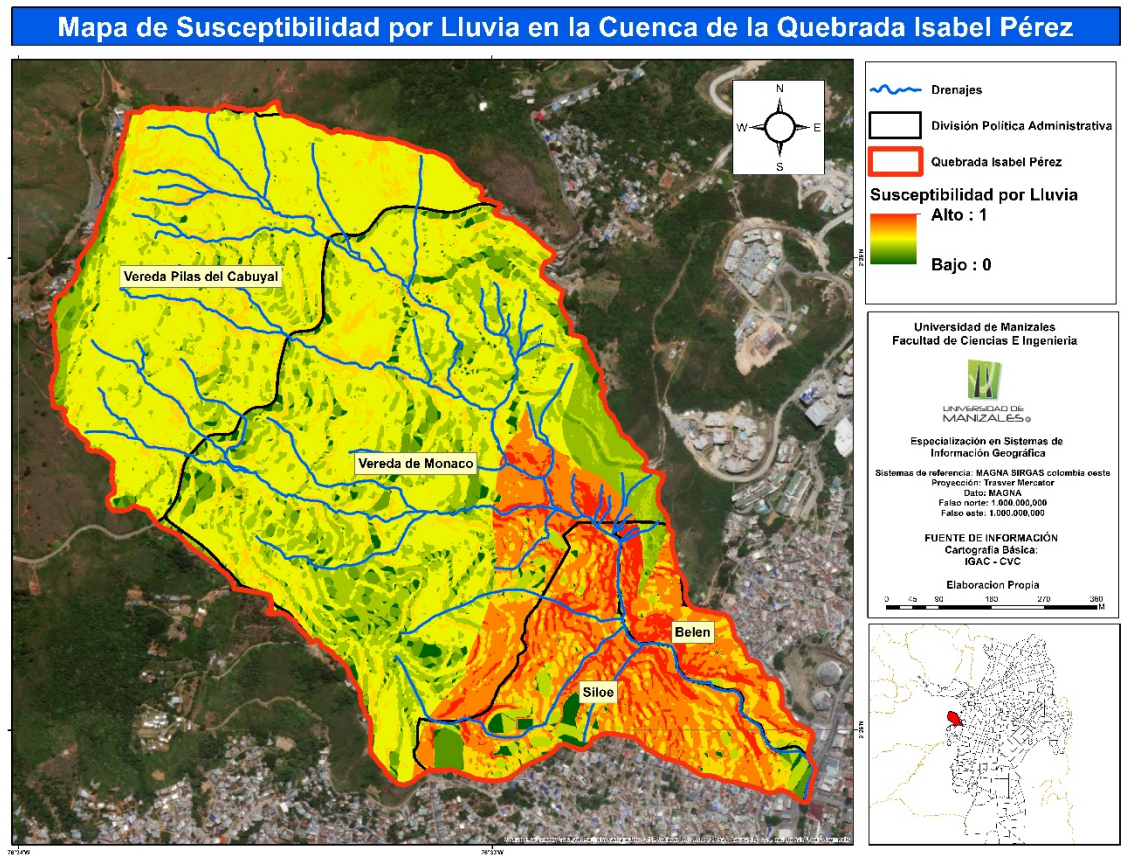 Mapa de Susceptibilidad por Lluvia en la Cuenca de la Quebrada Isabel Pérez
N
W
E
S
Vereda Pilas del Cabuyal
Vereda de Monaco
Belen
Siloe
Drenajes
División Política Administrativa
Quebrada Isabel Pérez
Susceptibilidad por Lluvia
Alto : 1
Bajo : 0
Universidad de Manizales
Facultad de Ciencias E Ingenieria
UNIVERSIDAD DE
MANIZALES
Especialización en Sistemas de
Información Geográfica
Sistemas de referencia: MAGNA SIRGAS colombia oeste
Proyección: Trasver Mercator
Dato: MAGNA
Falso norte: 1.000.000,000
Falso este: 1.000.000,000
FUENTE DE INFORMACIÓN
Cartografia Básica:
IGAC - CVC
Elaboracion Propia
0 45 90 180 270 360
M